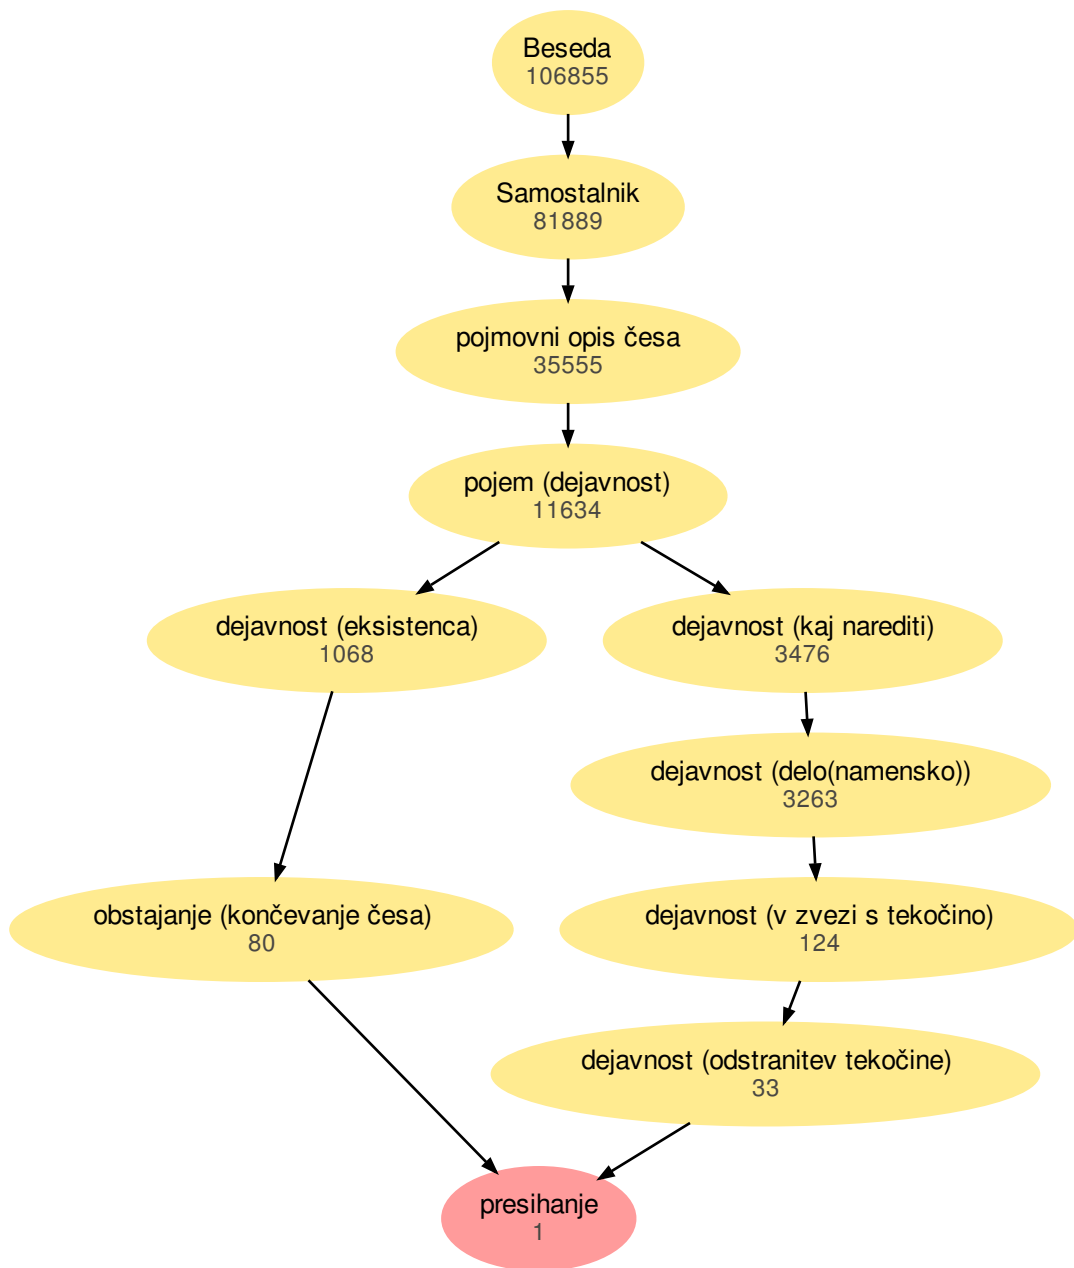 Beseda
106855
Samostalnik
81889
pojmovni opis česa
35555
pojem (dejavnost)
11634
dejavnost (eksistenca)
1068
dejavnost (kaj narediti)
3476
dejavnost (delo(namensko))
3263
obstajanje (končevanje česa)
80
dejavnost (v zvezi s tekočino)
124
dejavnost (odstranitev tekočine)
33
presihanje
1